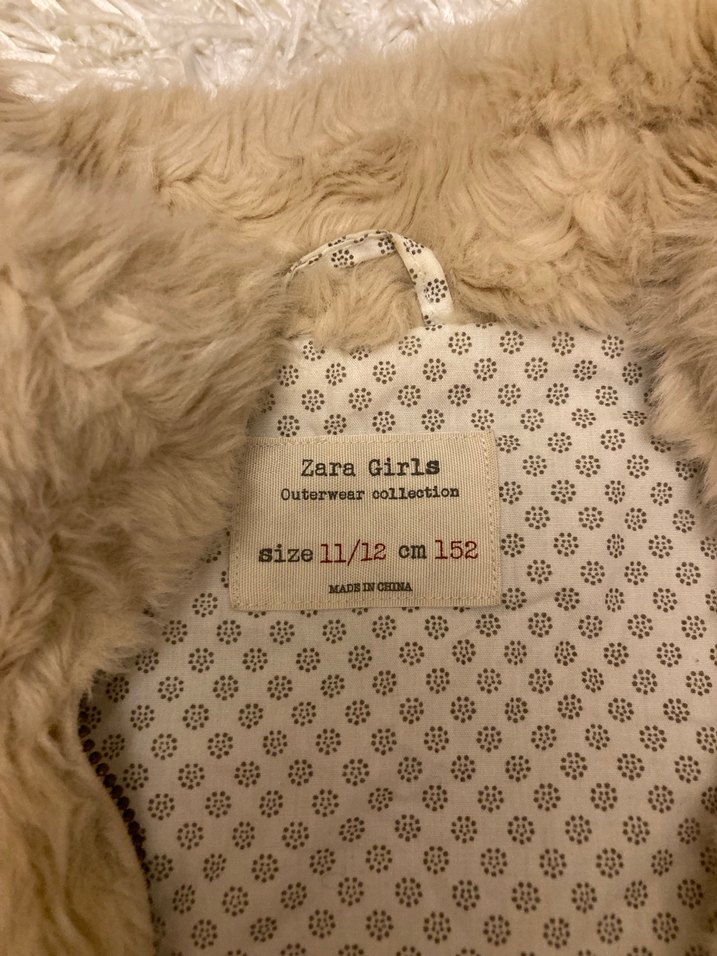 Zara Girls
Outerwear collection
size 11/12 cm 152
MADE IN CHINA